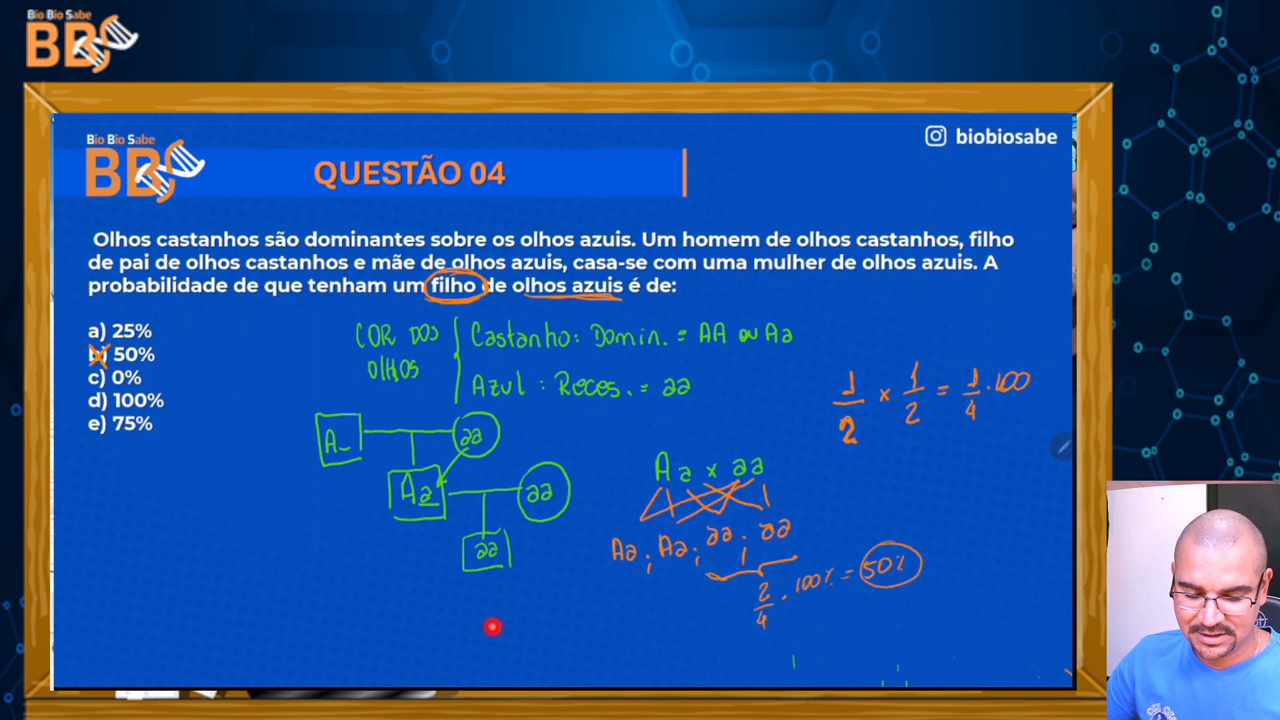 Bio Bio Sabe
BBS
Bio Bio Sabe
BBS
biobiosabe
QUESTÃO 04
Olhos castanhos são dominantes sobre os olhos azuis. Um homem de olhos castanhos, filho
de pai de olhos castanhos e mãe de olhos azuis, casa-se com uma mulher de olhos azuis. A
probabilidade de que tenham um filho de olhos azuis é de:
a) 25%
b) 50%
c) 0%
d) 100%
e) 75%
COR DOS
OLHOS
Castanho: Domin. = AA ou Aa
Azul : Reces. = aa
1/2 x 1/2 = 1/4 . 100
A_
aa
Aa
aa
aa
Aa x aa
Aa, Aa, aa, aa
2/4 . 100% = 50%